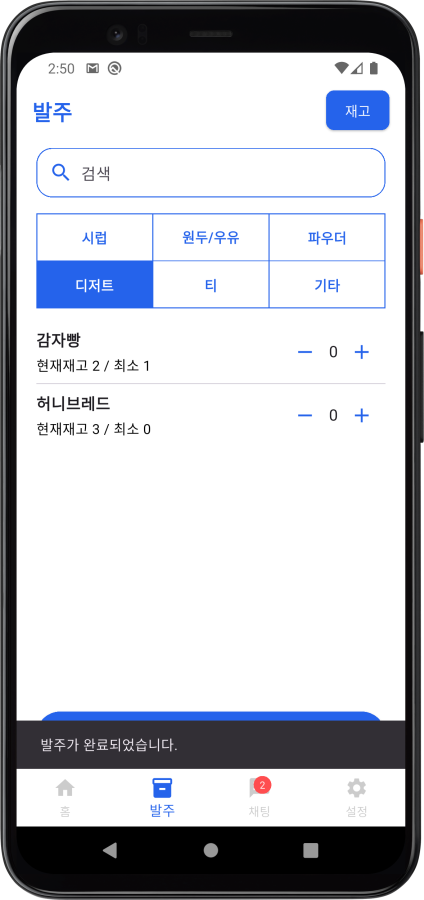 2:50
발주
재고
검색
시럽 원두/우유 파우더
디저트 티 기타
감자빵
현재재고 2 / 최소 1
0
허니브레드
현재재고 3 / 최소 0
0
발주가 완료되었습니다.
2
홈 발주 채팅 설정